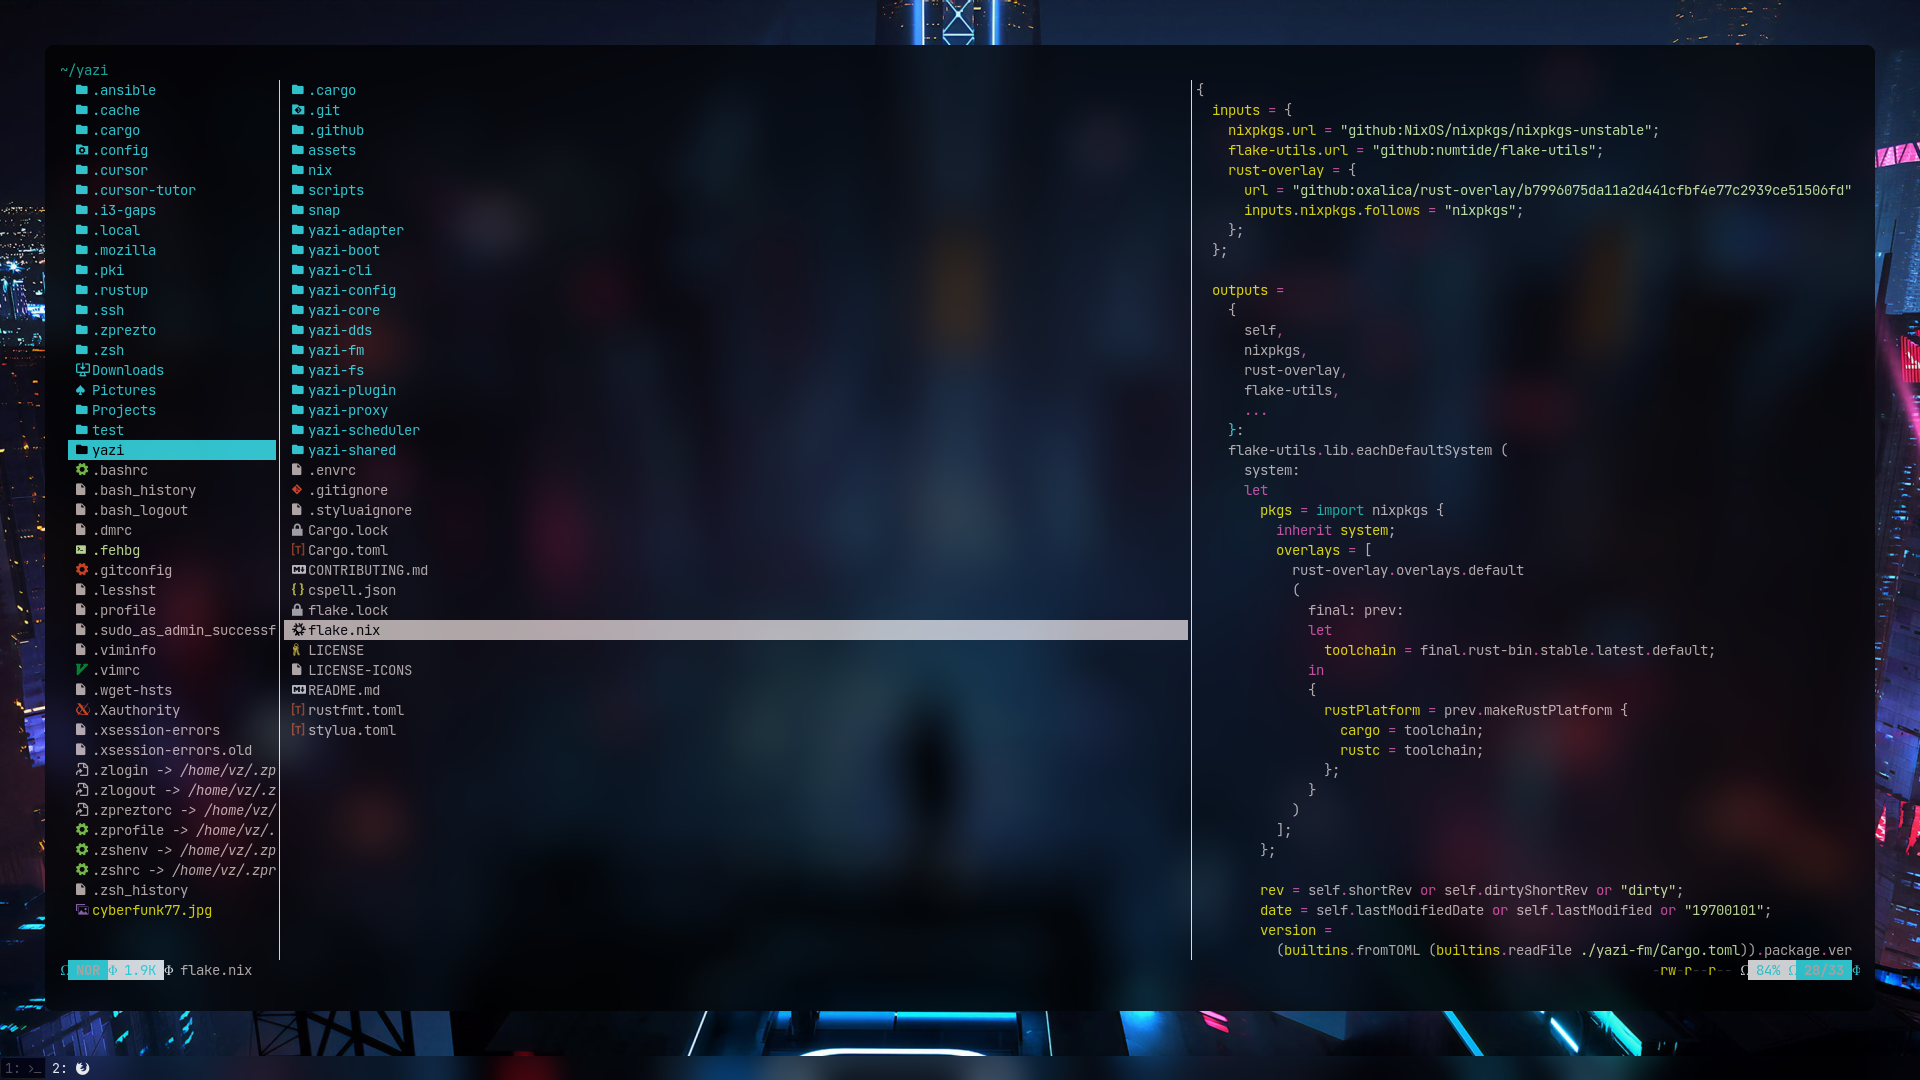 ~/yazi
.ansible
.cache
.cargo
.config
.cursor
.cursor-tutor
.i3-gaps
.local
.mozilla
.pki
.rustup
.ssh
.zprezto
.zsh
Downloads
Pictures
Projects
test
yazi
.bashrc
.bash_history
.bash_logout
.dmrc
.fehbg
.gitconfig
.lesshst
.profile
.sudo_as_admin_successf
.viminfo
.vimrc
.wget-hsts
.Xauthority
.xsession-errors
.xsession-errors.old
.zlogin -> /home/vz/.zp
.zlogout -> /home/vz/.z
.zpreztorc -> /home/vz/
.zprofile -> /home/vz/.
.zshenv -> /home/vz/.zp
.zshrc -> /home/vz/.zpr
.zsh_history
cyberfunk77.jpg
.cargo
.git
.github
assets
nix
scripts
snap
yazi-adapter
yazi-boot
yazi-cli
yazi-config
yazi-core
yazi-dds
yazi-fm
yazi-fs
yazi-plugin
yazi-proxy
yazi-scheduler
yazi-shared
.envrc
.gitignore
.styluaignore
Cargo.lock
Cargo.toml
CONTRIBUTING.md
cspell.json
flake.lock
flake.nix
LICENSE
LICENSE-ICONS
README.md
rustfmt.toml
stylua.toml
{
  inputs = {
    nixpkgs.url = "github:NixOS/nixpkgs/nixpkgs-unstable";
    flake-utils.url = "github:numtide/flake-utils";
    rust-overlay = {
      url = "github:oxalica/rust-overlay/b7996075da11a2d441cfbf4e77c2939ce51506fd"
      inputs.nixpkgs.follows = "nixpkgs";
    };
  };
  outputs =
    {
      self,
      nixpkgs,
      rust-overlay,
      flake-utils,
      ...
    }:
    flake-utils.lib.eachDefaultSystem (
      system:
      let
        pkgs = import nixpkgs {
          inherit system;
          overlays = [
            rust-overlay.overlays.default
            (
              final: prev:
              let
                toolchain = final.rust-bin.stable.latest.default;
              in
              {
                rustPlatform = prev.makeRustPlatform {
                  cargo = toolchain;
                  rustc = toolchain;
                };
              }
            )
          ];
        };
        rev = self.shortRev or self.dirtyShortRev or "dirty";
        date = self.lastModifiedDate or self.lastModified or "19700101";
        version =
          (builtins.fromTOML (builtins.readFile ./yazi-fm/Cargo.toml)).package.ver
Ω NOR Φ 1.9K Φ flake.nix
-rw-r--r-- Ω 84% Ω 28/33 Φ
1: >_ 2: